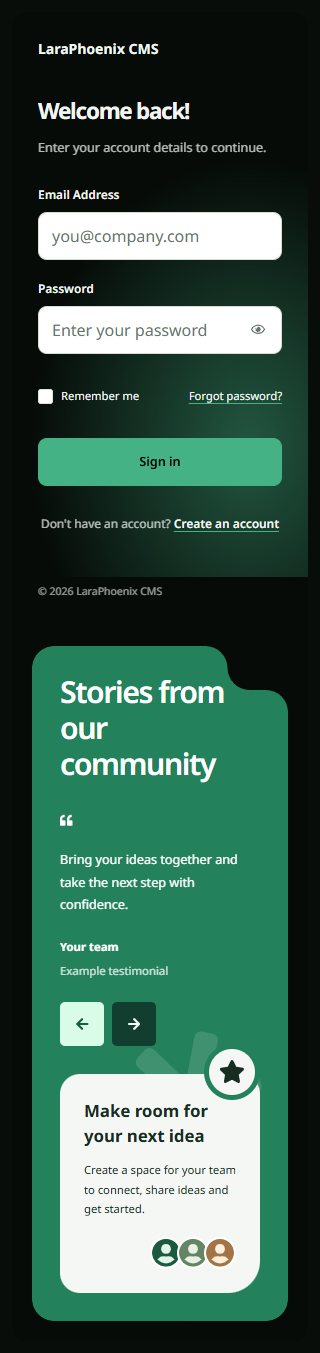 LaraPhoenix CMS
Welcome back!
Enter your account details to continue.
Email Address
you@company.com
Password
Enter your password
Remember me
Forgot password?
Sign in
Don't have an account? Create an account
© 2026 LaraPhoenix CMS
Stories from
our
community
“
Bring your ideas together and
take the next step with
confidence.
Your team
Example testimonial
Make room for
your next idea
Create a space for your team
to connect, share ideas and
get started.